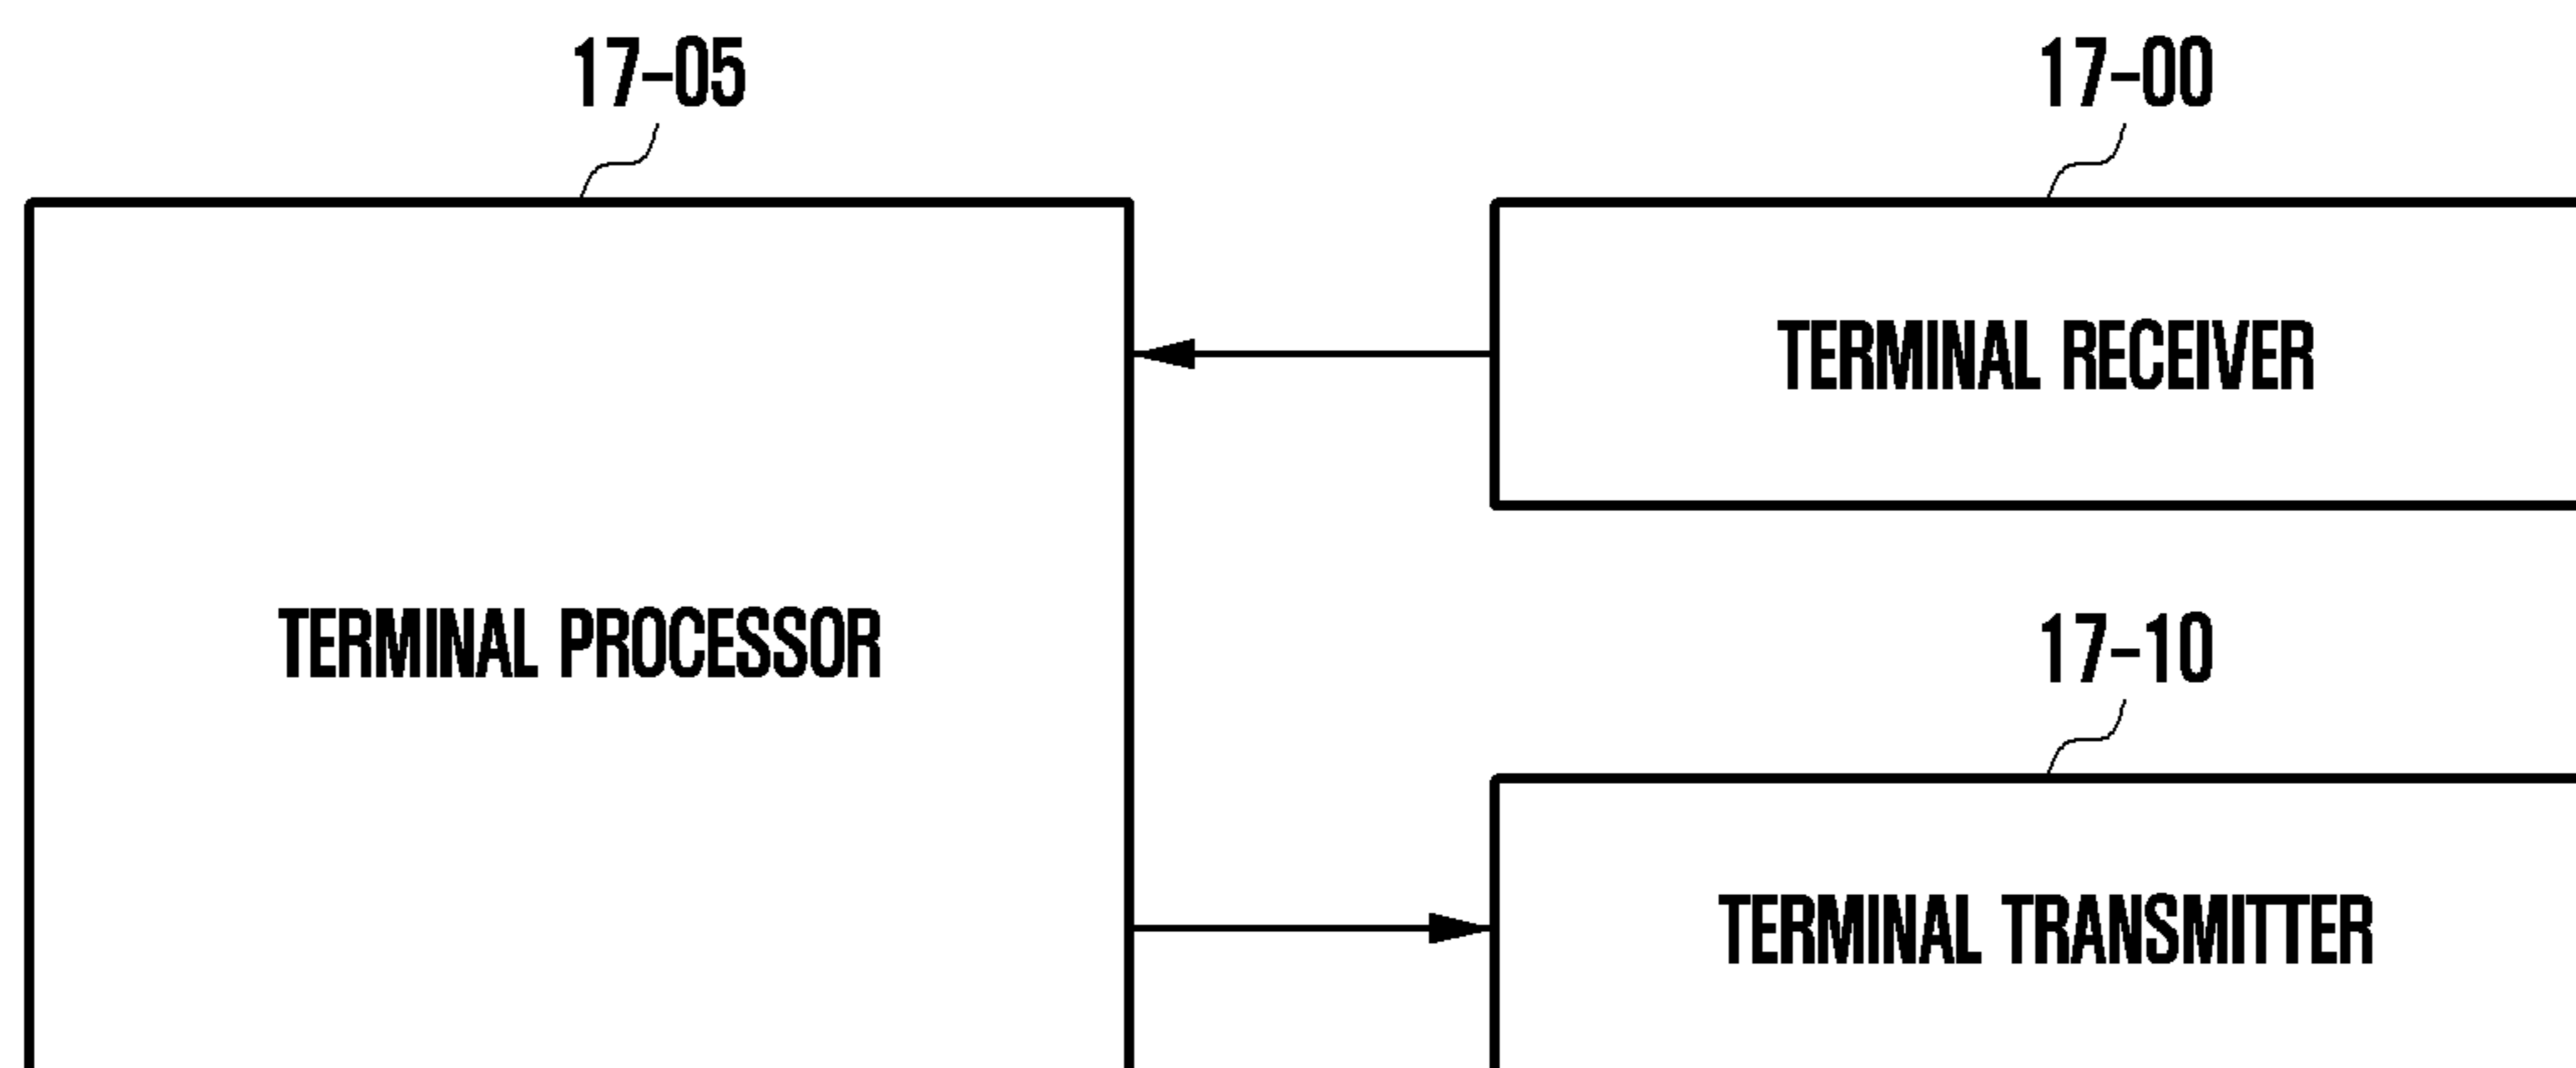 17-05
17-00
TERMINAL RECEIVER
TERMINAL PROCESSOR
17-10
TERMINAL TRANSMITTER